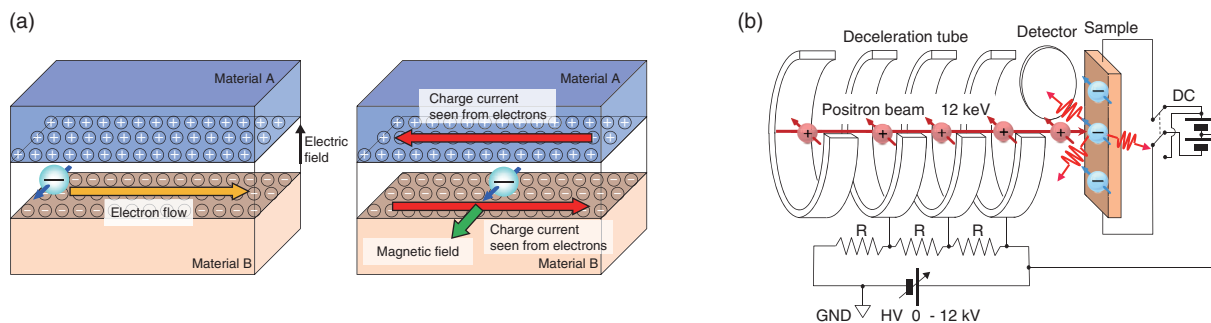 (a)
Material A
Electric
field
Electron flow
Material B
Material A
Charge current
seen from electrons
Magnetic field
Charge current
seen from electrons
Material B
(b)
Deceleration tube
Detector
Sample
Positron beam 12 keV
DC
R
R
R
GND
HV 0 - 12 kV